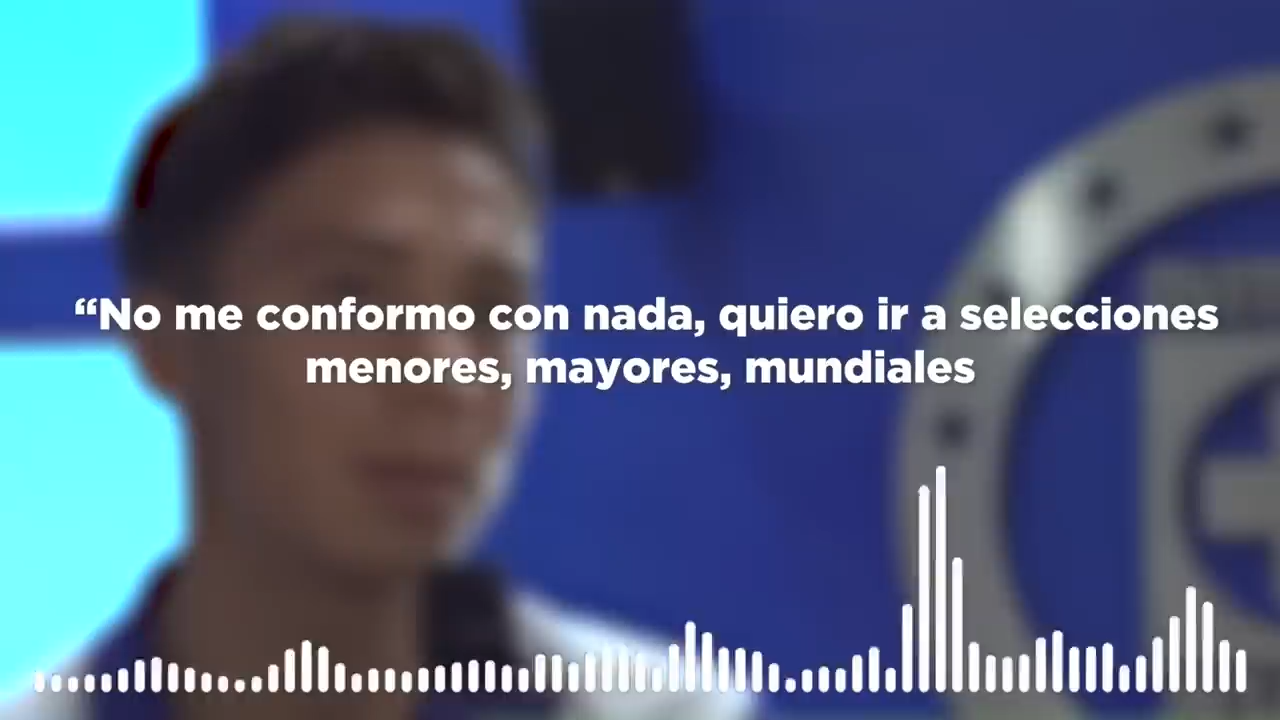 “No me conformo con nada, quiero ir a selecciones
menores, mayores, mundiales